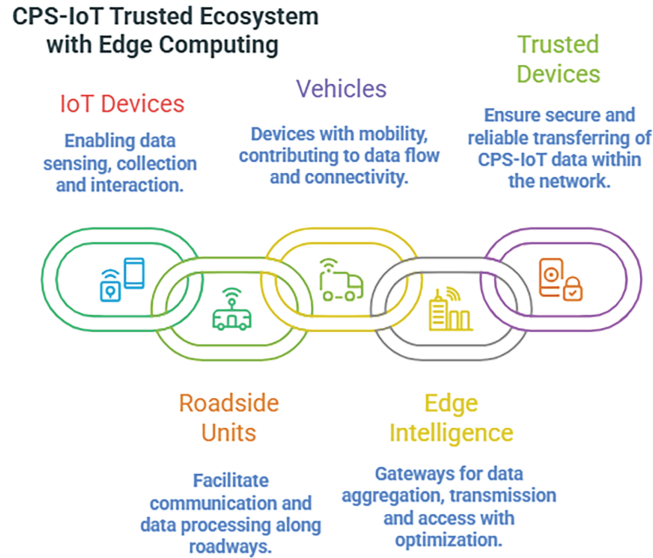 CPS-IoT Trusted Ecosystem
with Edge Computing
IoT Devices
Enabling data
sensing, collection
and interaction.
Vehicles
Devices with mobility,
contributing to data flow
and connectivity.
Trusted
Devices
Ensure secure and
reliable transferring of
CPS-IoT data within
the network.
Roadside
Units
Facilitate
communication and
data processing along
roadways.
Edge
Intelligence
Gateways for data
aggregation, transmission
and access with
optimization.